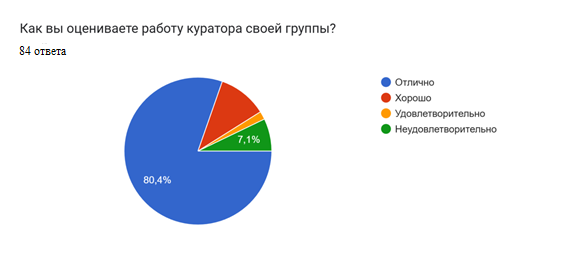 Как вы оцениваете работу куратора своей группы?
84 ответа
Отлично
Хорошо
Удовлетворительно
Неудовлетворительно
7,1%
80,4%